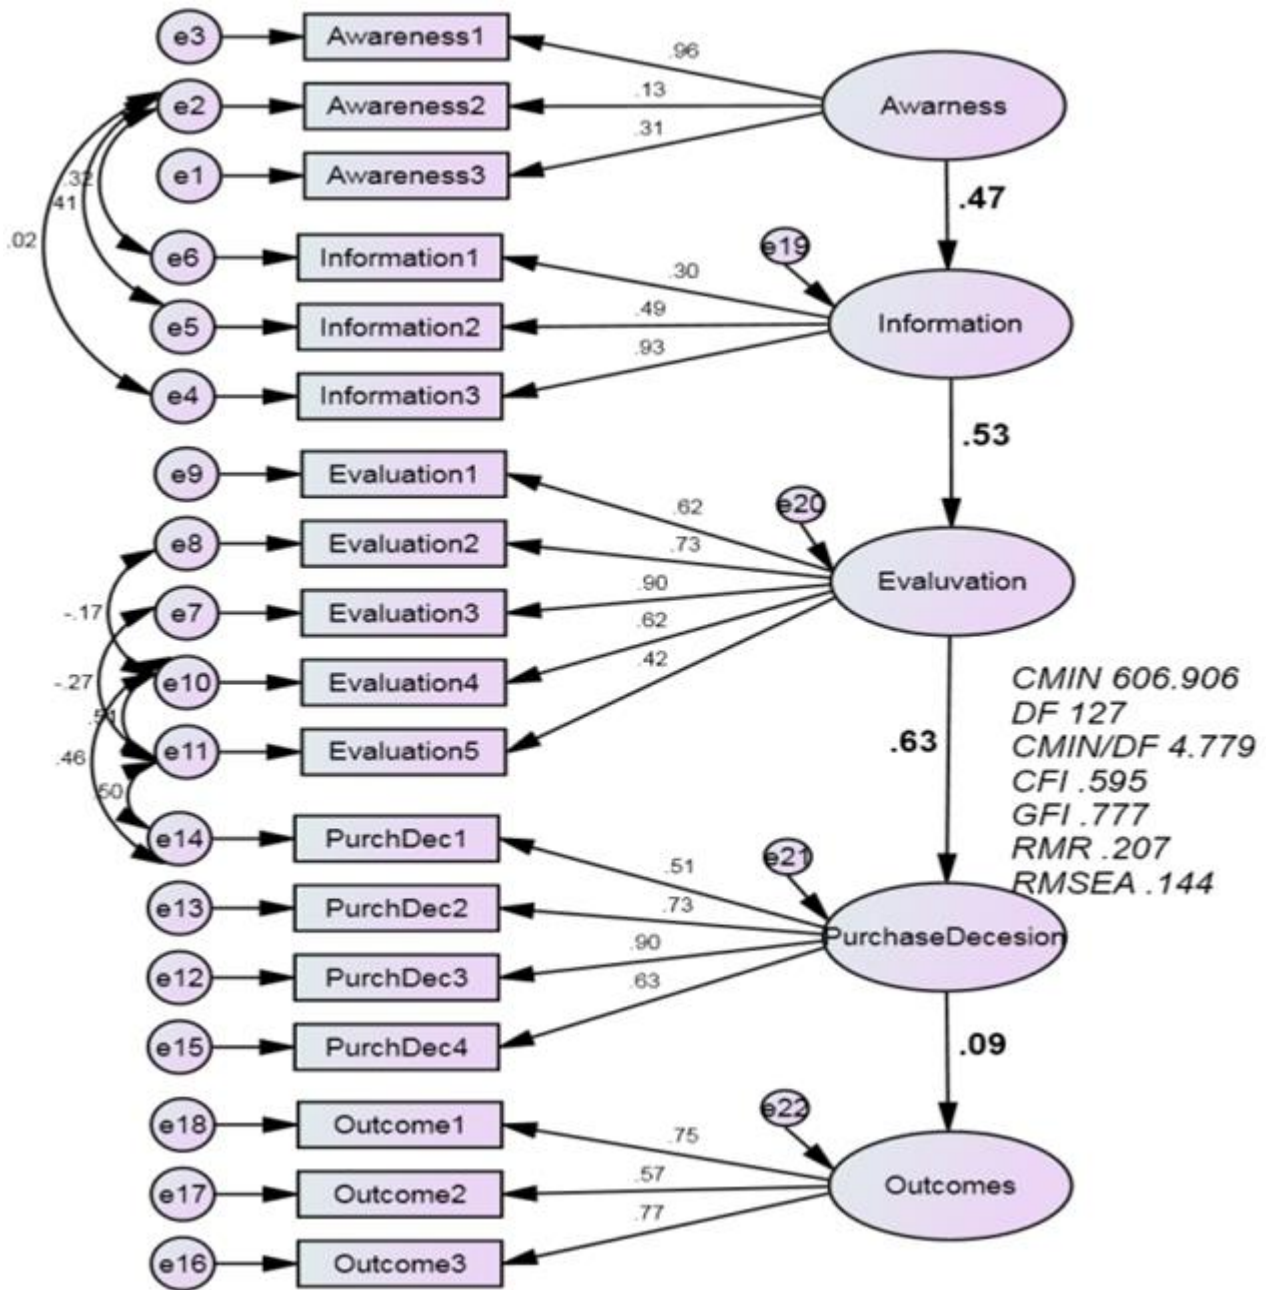 e3 Awareness1
.96
e2 Awareness2
.13
Awarness
.31
e1 Awareness3
.32
.41
.47
.02
e6 Information1
e19
.30
e5 Information2
.49
Information
.93
e4 Information3
.53
e9 Evaluation1
.62
e20
e8 Evaluation2
.73
Evaluvation
.90
e7 Evaluation3
-.17
.62
.42
e10 Evaluation4
-.27
.51
e11 Evaluation5
.46
.50
.63
CMIN 606.906
DF 127
CMIN/DF 4.779
CFI .595
GFI .777
RMR .207
RMSEA .144
e14 PurchDec1
e21
.51
e13 PurchDec2
.73
PurchaseDecesion
.90
e12 PurchDec3
.63
e15 PurchDec4
.09
e18 Outcome1
e22
.75
e17 Outcome2
.57
Outcomes
.77
e16 Outcome3